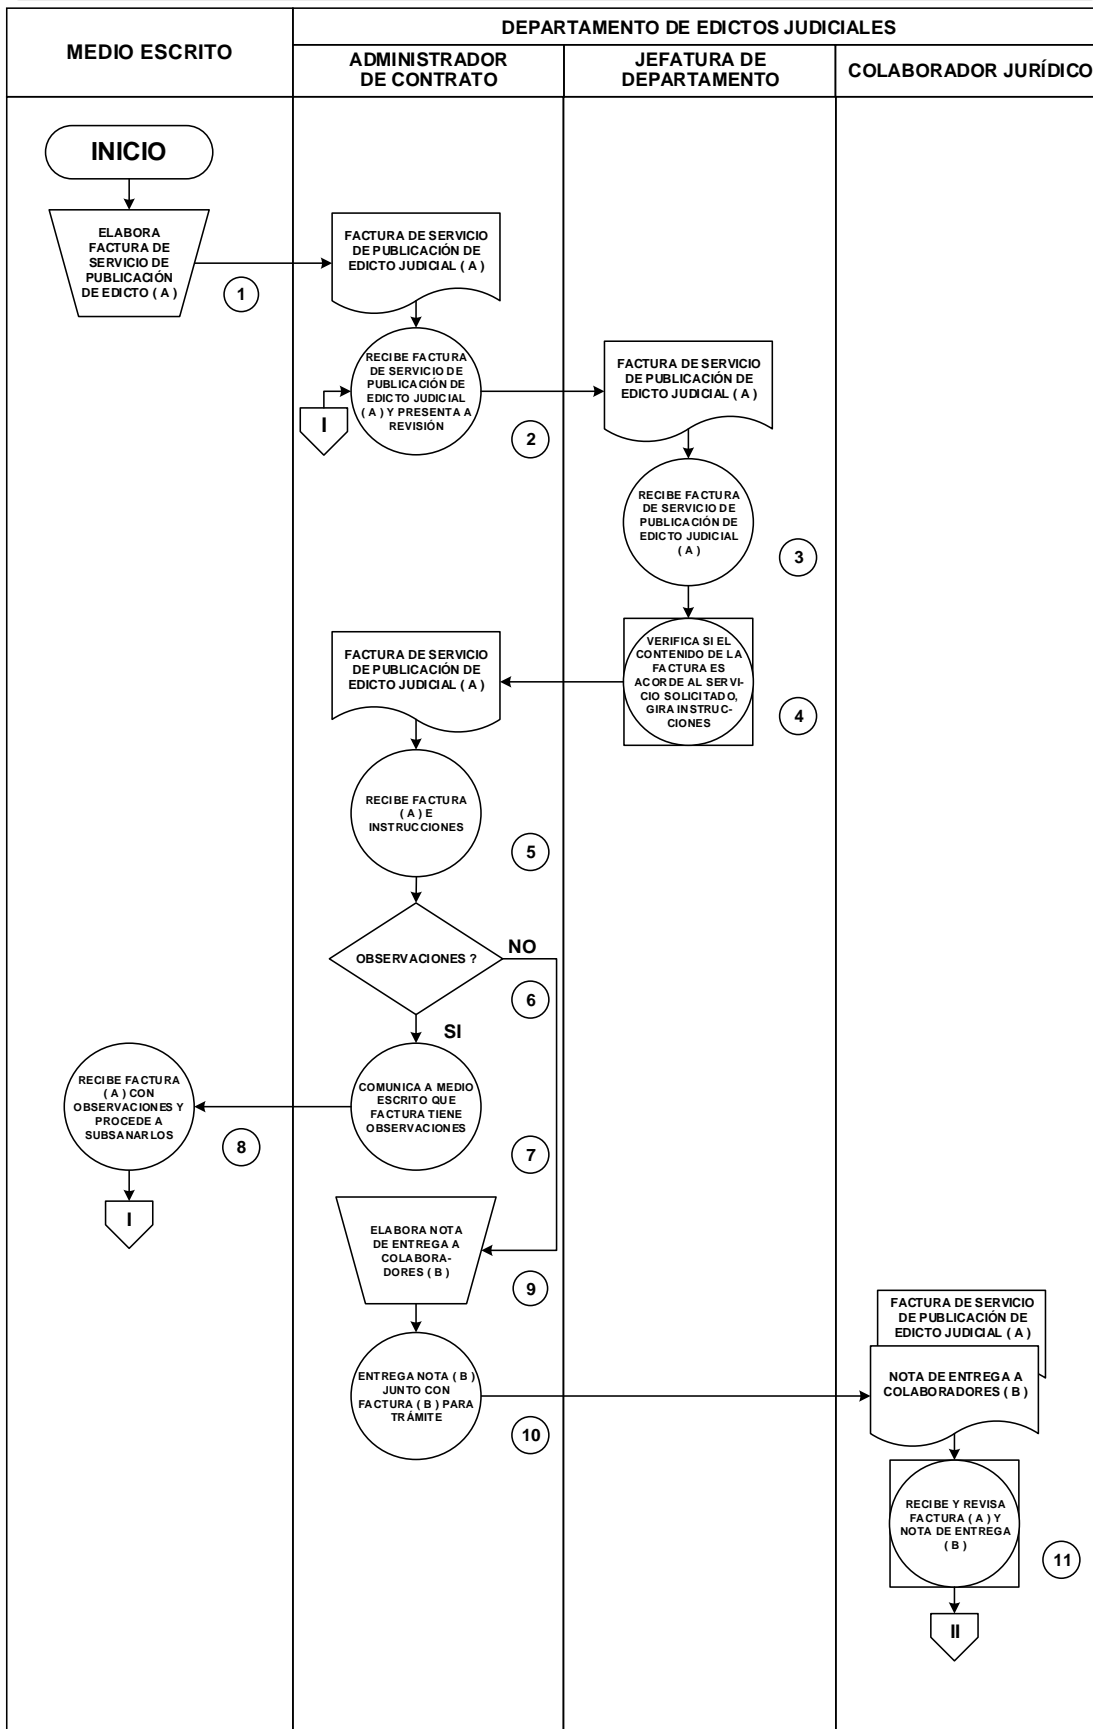 DEPARTAMENTO DE EDICTOS JUDICIALES
MEDIO ESCRITO
ADMINISTRADOR
DE CONTRATO
JEFATURA DE
DEPARTAMENTO
COLABORADOR JURÍDICO
INICIO
ELABORA
FACTURA DE
SERVICIO DE
PUBLICACIÓN
DE EDICTO ( A )
1
FACTURA DE SERVICIO
DE PUBLICACIÓN DE
EDICTO JUDICIAL ( A )
RECIBE FACTURA
DE SERVICIO DE
PUBLICACIÓN DE
EDICTO JUDICIAL
( A ) Y PRESENTA A
REVISIÓN
I
2
FACTURA DE SERVICIO
DE PUBLICACIÓN DE
EDICTO JUDICIAL ( A )
RECIBE FACTURA
DE SERVICIO DE
PUBLICACIÓN DE
EDICTO JUDICIAL
( A )
3
VERIFICA SI EL
CONTENIDO DE LA
FACTURA ES
ACORDE AL SERVI-
CIO SOLICITADO,
GIRA INSTRUC-
CIONES
4
FACTURA DE SERVICIO
DE PUBLICACIÓN DE
EDICTO JUDICIAL ( A )
RECIBE FACTURA
( A ) E
INSTRUCCIONES
5
OBSERVACIONES ?
NO
6
SI
COMUNICA A MEDIO
ESCRITO QUE
FACTURA TIENE
OBSERVACIONES
7
RECIBE FACTURA
( A ) CON
OBSERVACIONES Y
PROCEDE A
SUBSANARLOS
8
I
ELABORA NOTA
DE ENTREGA A
COLABORA-
DORES ( B )
9
ENTREGA NOTA ( B )
JUNTO CON
FACTURA ( B ) PARA
TRÁMITE
10
FACTURA DE SERVICIO
DE PUBLICACIÓN DE
EDICTO JUDICIAL ( A )
NOTA DE ENTREGA A
COLABORADORES ( B )
RECIBE Y REVISA
FACTURA ( A ) Y
NOTA DE ENTREGA
( B )
11
II